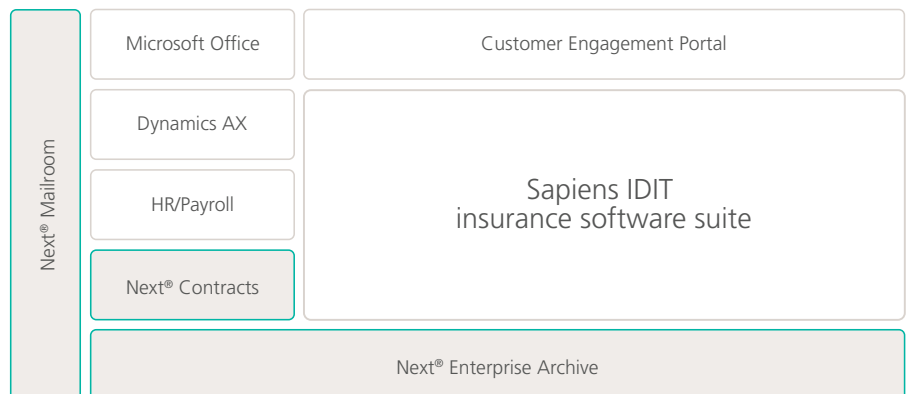 Microsoft Office
Customer Engagement Portal
Dynamics AX
Next® Mailroom
HR/Payroll
Sapiens IDIT
insurance software suite
Next® Contracts
Next® Enterprise Archive